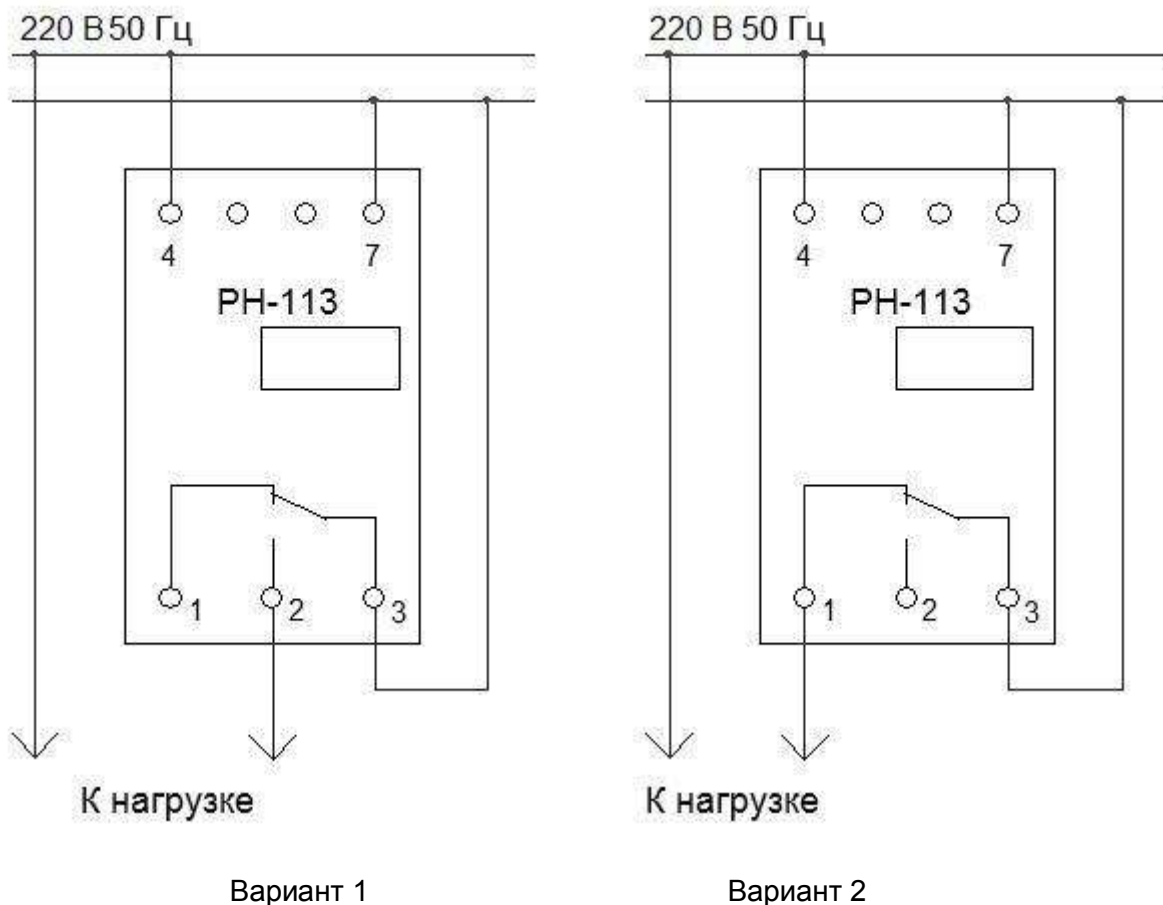 220 В 50 Гц
4
7
РН-113
1
2
3
К нагрузке
Вариант 1
220 В 50 Гц
4
7
РН-113
1
2
3
К нагрузке
Вариант 2